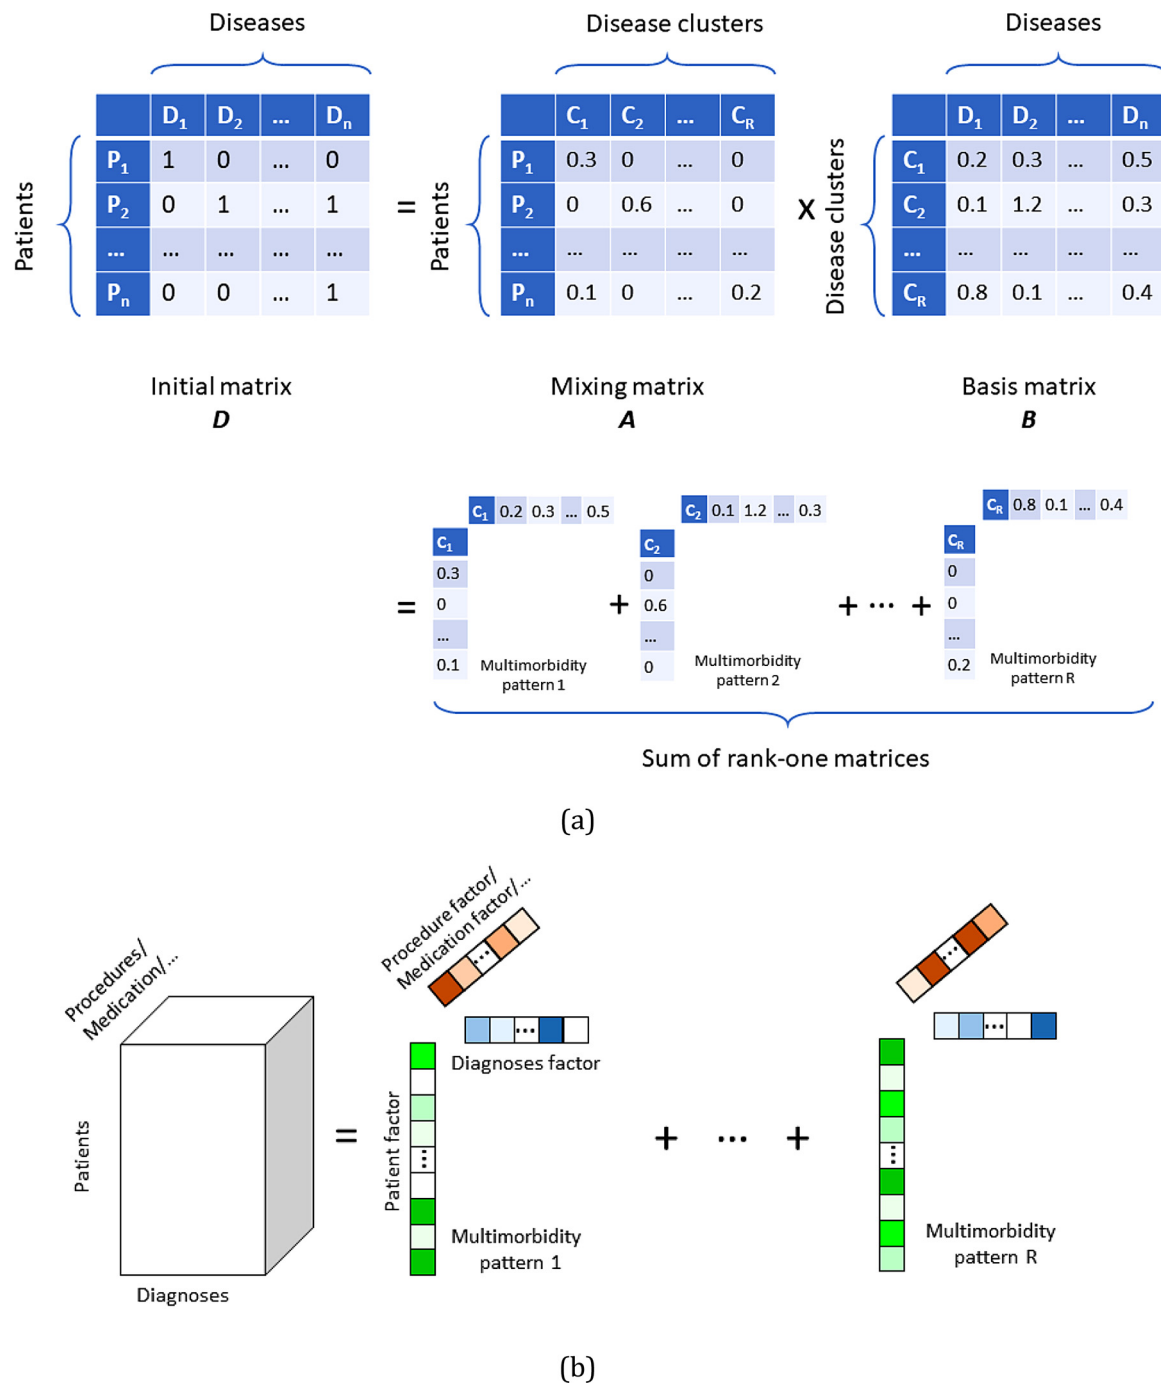 Diseases
Disease clusters
Diseases
D1 D2 ... Dn
P1 1 0 ... 0
P2 0 1 ... 1
... ... ... ... ...
Pn 0 0 ... 1
Patients
=
C1 C2 ... CR
P1 0.3 0 ... 0
P2 0 0.6 ... 0
... ... ... ... ...
Pn 0.1 0 ... 0.2
Patients
x
D1 D2 ... Dn
C1 0.2 0.3 ... 0.5
C2 0.1 1.2 ... 0.3
... ... ... ... ...
CR 0.8 0.1 ... 0.4
Disease clusters
Initial matrix
D
Mixing matrix
A
Basis matrix
B
=
C1 0.2 0.3 ... 0.5
C1
0.3
0
...
0.1
Multimorbidity
pattern 1
+
C2 0.1 1.2 ... 0.3
C2
0
0.6
...
0
Multimorbidity
pattern 2
+ ... +
CR 0.8 0.1 ... 0.4
CR
0
0
...
0.2
Multimorbidity
pattern R
Sum of rank-one matrices
(a)
Procedures/
Medication/...
Patients
Diagnoses
=
Procedure factor/
Medication factor/...
...
...
Diagnoses factor
Patient factor
...
Multimorbidity
pattern 1
+ ... +
...
...
...
Multimorbidity
pattern R
(b)